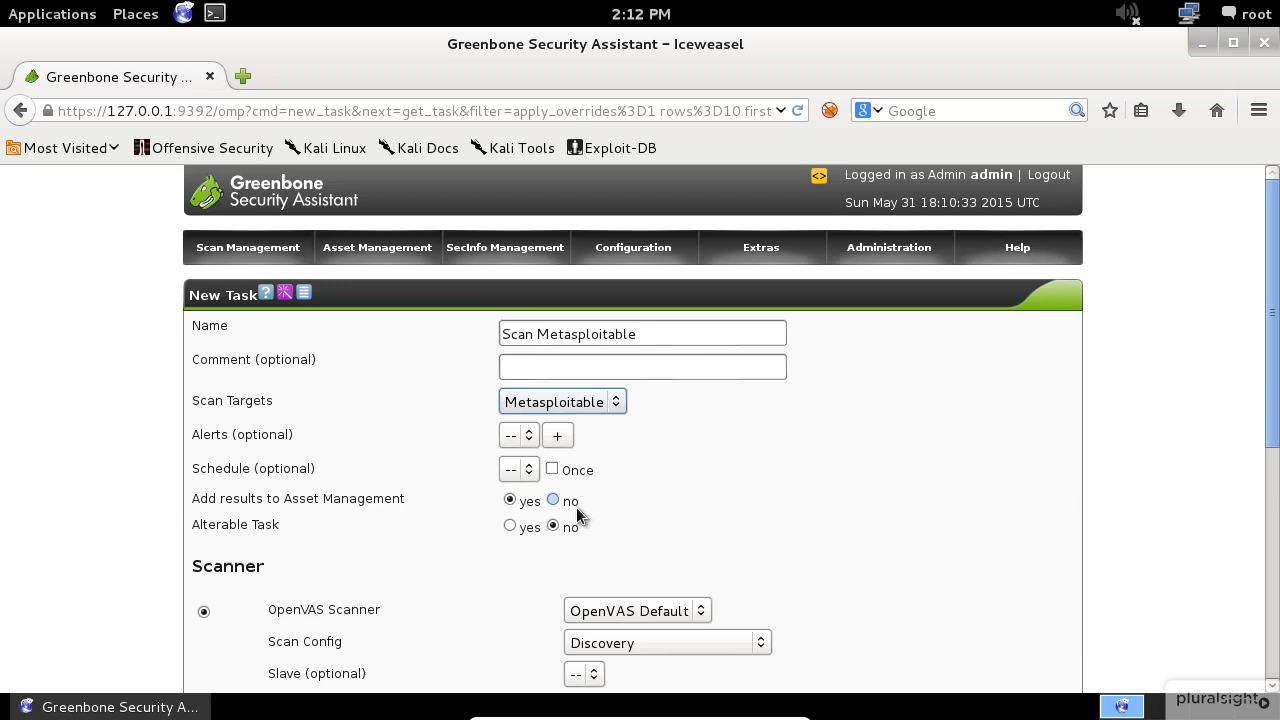 Applications Places 2:12 PM root
Greenbone Security Assistant – Iceweasel
Greenbone Security ...
https://127.0.0.1:9392/omp?cmd=new_task&next=get_task&filter=apply_overrides%3D1 rows%3D10 first Google
Most Visited Offensive Security Kali Linux Kali Docs Kali Tools Exploit-DB
Greenbone
Security Assistant
<> Logged in as Admin admin | Logout
Sun May 31 18:10:33 2015 UTC
Scan Management Asset Management SecInfo Management Configuration Extras Administration Help
New Task ?
Name Scan Metasploitable
Comment (optional)
Scan Targets Metasploitable
Alerts (optional) -- +
Schedule (optional) -- Once
Add results to Asset Management yes no
Alterable Task yes no
Scanner
OpenVAS Scanner OpenVAS Default
Scan Config Discovery
Slave (optional) --
Greenbone Security A...
pluralsight